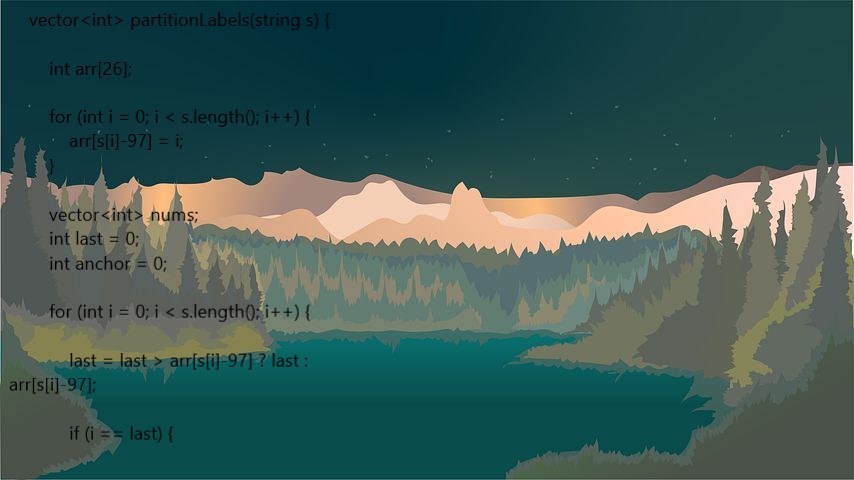 vector<int> partitionLabels(string s) {
int arr[26];
for (int i = 0; i < s.length(); i++) {
arr[s[i]-97] = i;
}
vector<int> nums;
int last = 0;
int anchor = 0;
for (int i = 0; i < s.length(); i++) {
last = last > arr[s[i]-97] ? last :
arr[s[i]-97];
if (i == last) {